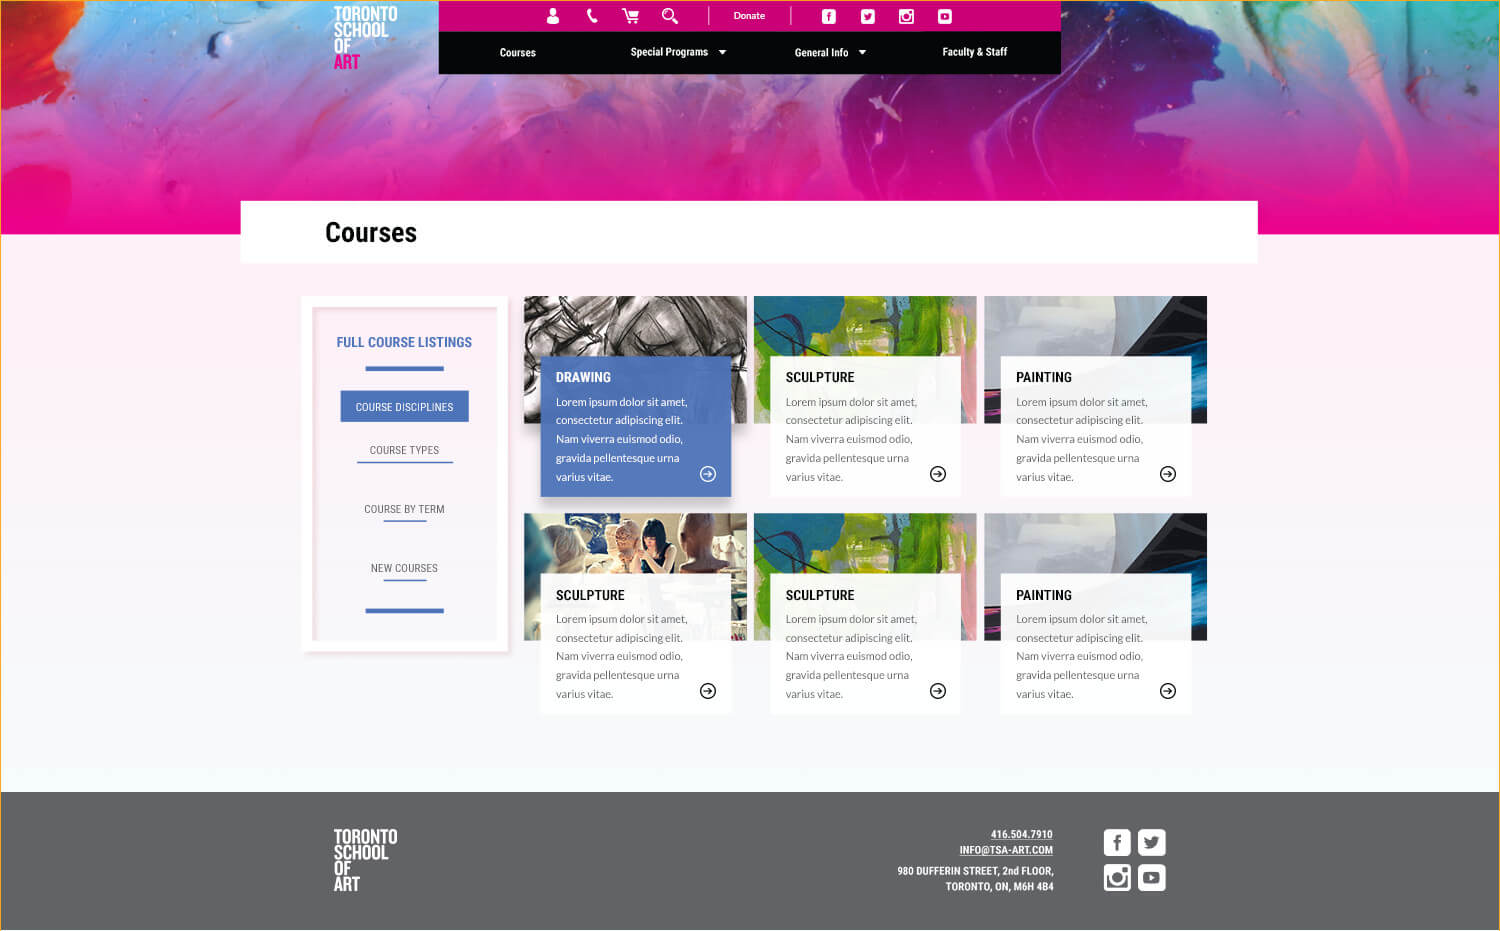 TORONTO
SCHOOL
OF
ART
Donate
Courses
Special Programs
General Info
Faculty & Staff
Courses
FULL COURSE LISTINGS
COURSE DISCIPLINES
COURSE TYPES
COURSE BY TERM
NEW COURSES
DRAWING
Lorem ipsum dolor sit amet,
consectetur adipiscing elit.
Nam viverra euismod odio,
gravida pellentesque urna
varius vitae.
SCULPTURE
Lorem ipsum dolor sit amet,
consectetur adipiscing elit.
Nam viverra euismod odio,
gravida pellentesque urna
varius vitae.
PAINTING
Lorem ipsum dolor sit amet,
consectetur adipiscing elit.
Nam viverra euismod odio,
gravida pellentesque urna
varius vitae.
SCULPTURE
Lorem ipsum dolor sit amet,
consectetur adipiscing elit.
Nam viverra euismod odio,
gravida pellentesque urna
varius vitae.
SCULPTURE
Lorem ipsum dolor sit amet,
consectetur adipiscing elit.
Nam viverra euismod odio,
gravida pellentesque urna
varius vitae.
PAINTING
Lorem ipsum dolor sit amet,
consectetur adipiscing elit.
Nam viverra euismod odio,
gravida pellentesque urna
varius vitae.
TORONTO
SCHOOL
OF
ART
416.504.7910
INFO@TSA-ART.COM
980 DUFFERIN STREET, 2nd FLOOR,
TORONTO, ON, M6H 4B4